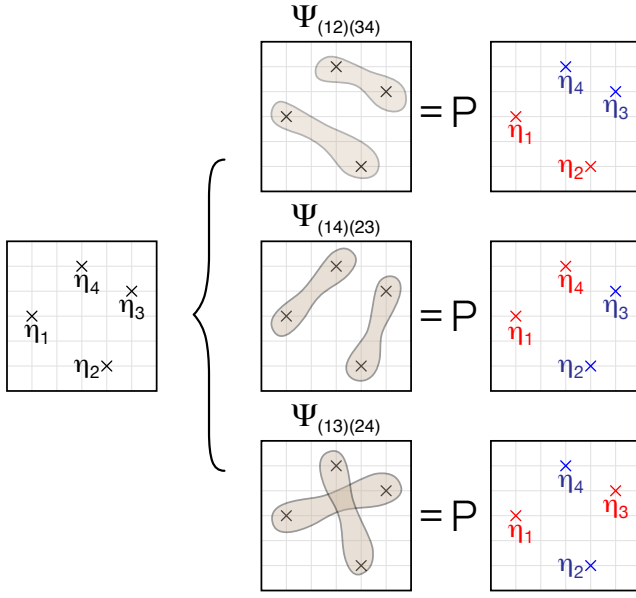 Ψ(12)(34)
= P
η4
η3
η1
η2
Ψ(14)(23)
η4
η3
η1
η2
= P
η4
η3
η1
η2
Ψ(13)(24)
= P
η4
η3
η1
η2